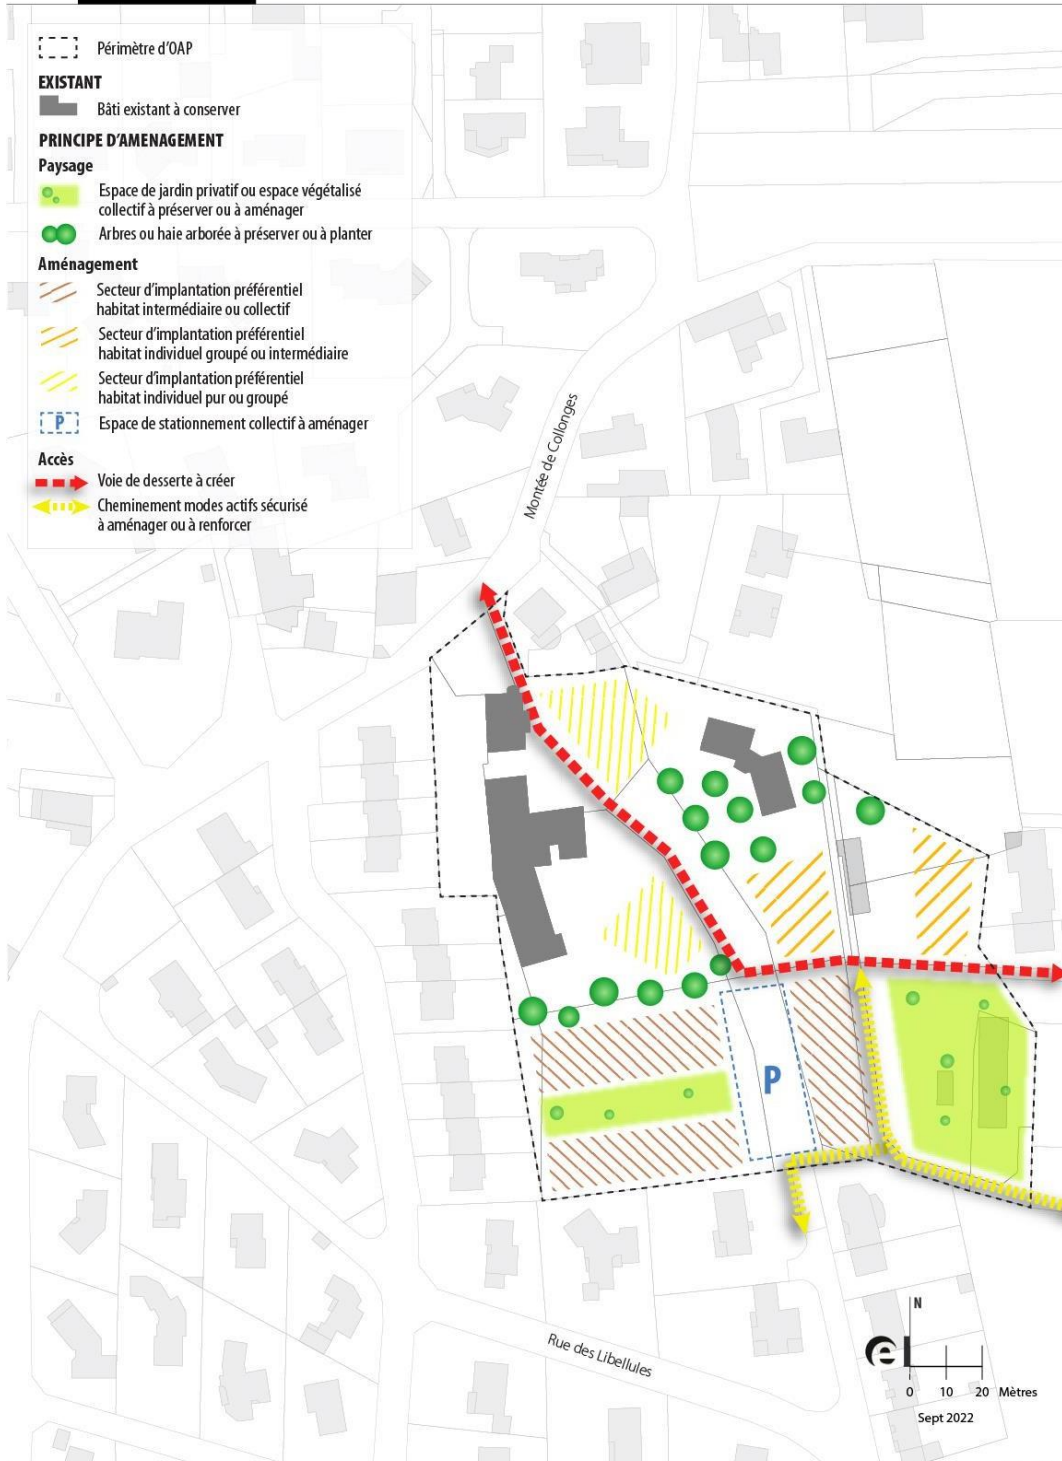 Périmètre d'OAP
EXISTANT
Bâti existant à conserver
PRINCIPE D'AMENAGEMENT
Paysage
Espace de jardin privatif ou espace végétalisé
collectif à préserver ou à aménager
Arbres ou haie arborée à préserver ou à planter
Aménagement
Secteur d'implantation préférentiel
habitat intermédiaire ou collectif
Secteur d'implantation préférentiel
habitat individuel groupé ou intermédiaire
Secteur d'implantation préférentiel
habitat individuel pur ou groupé
P
Espace de stationnement collectif à aménager
Accès
Voie de desserte à créer
Cheminement modes actifs sécurisé
à aménager ou à renforcer
Montée de Collonges
P
Rue des Libellules
N
e
0 10 20 Mètres
Sept 2022